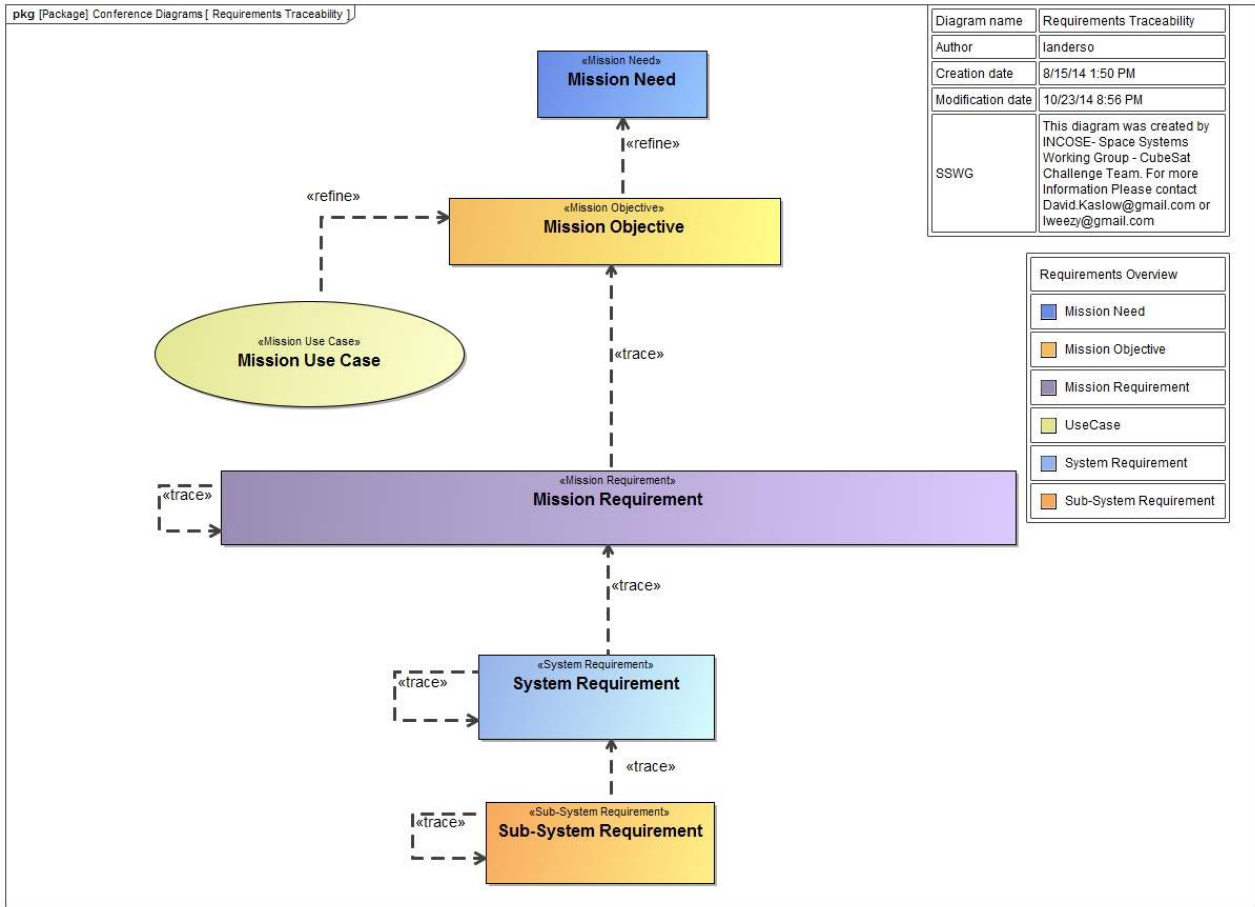 pkg [Package] Conference Diagrams [ Requirements Traceability ]
Diagram name Requirements Traceability
Author landerso
Creation date 8/15/14 1:50 PM
Modification date 10/23/14 8:56 PM
SSWG
This diagram was created by
INCOSE- Space Systems
Working Group - CubeSat
Challenge Team. For more
Information Please contact
David.Kaslow@gmail.com or
lweezy@gmail.com
«Mission Need»
Mission Need
«refine»
«refine»
«Mission Objective»
Mission Objective
«Mission Use Case»
Mission Use Case
«trace»
Requirements Overview
Mission Need
Mission Objective
Mission Requirement
UseCase
System Requirement
Sub-System Requirement
«trace»
«Mission Requirement»
Mission Requirement
«trace»
«trace»
«System Requirement»
System Requirement
«trace»
«trace»
«Sub-System Requirement»
Sub-System Requirement